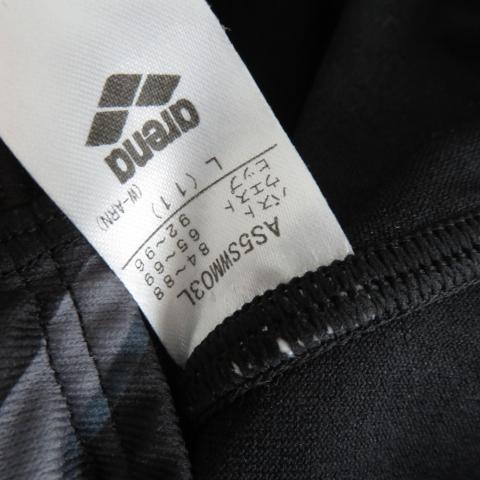 arena
L (11)
(W-ARN)
バスト 84~88
ウエスト 65~69
ヒップ 92~96
AS5SWM03L